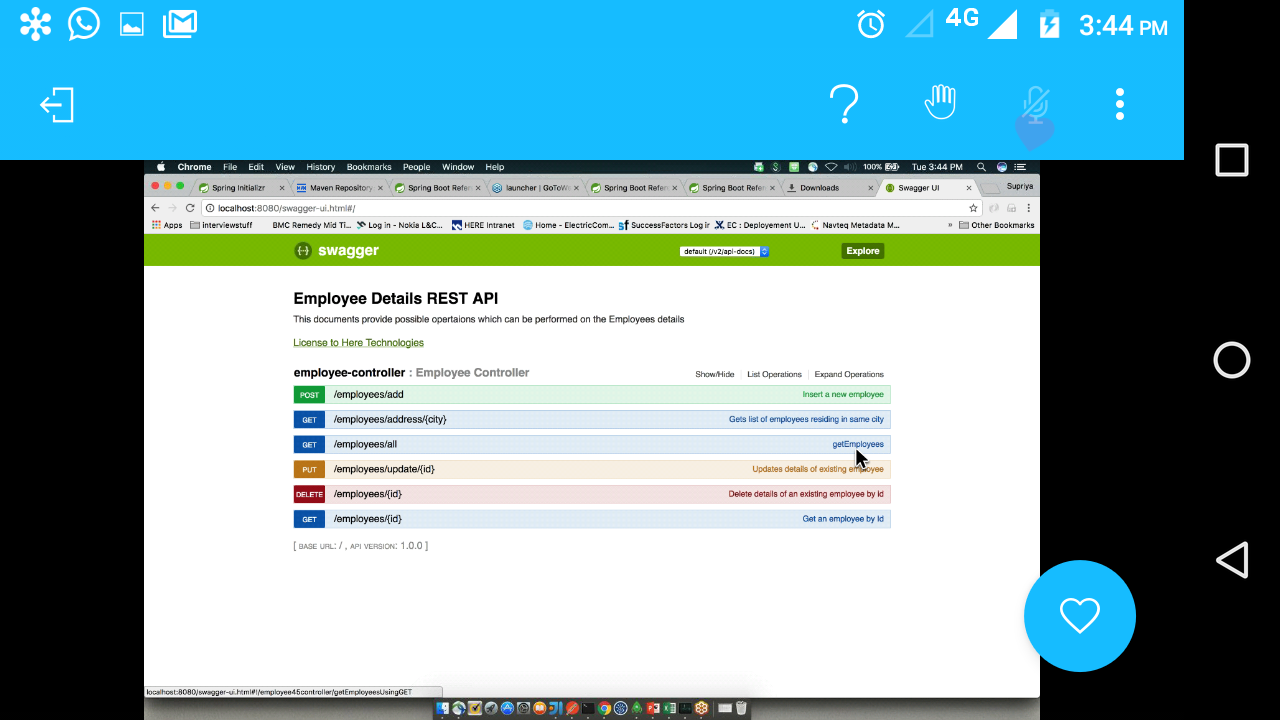 4G 3:44 PM
Chrome File Edit View History Bookmarks People Window Help 100% Tue 3:44 PM
Spring Initializr Maven Repository: Spring Boot Refer launcher | GoToWe Spring Boot Refer Spring Boot Refer Downloads Swagger UI Supriya
localhost:8080/swagger-ui.html#/
Apps interviewstuff BMC Remedy Mid Ti... Log in - Nokia L&C... HERE Intranet Home - ElectricCom... SuccessFactors Log ir EC : Deployement U... Navteq Metadata M... » Other Bookmarks
swagger default (/v2/api-docs) Explore
Employee Details REST API
This documents provide possible opertaions which can be performed on the Employees details
License to Here Technologies
employee-controller : Employee Controller Show/Hide List Operations Expand Operations
POST /employees/add Insert a new employee
GET /employees/address/{city} Gets list of employees residing in same city
GET /employees/all getEmployees
PUT /employees/update/{id} Updates details of existing employee
DELETE /employees/{id} Delete details of an existing employee by Id
GET /employees/{id} Get an employee by Id
[ BASE URL: / , API VERSION: 1.0.0 ]
localhost:8080/swagger-ui.html#!/employee45controller/getEmployeesUsingGET